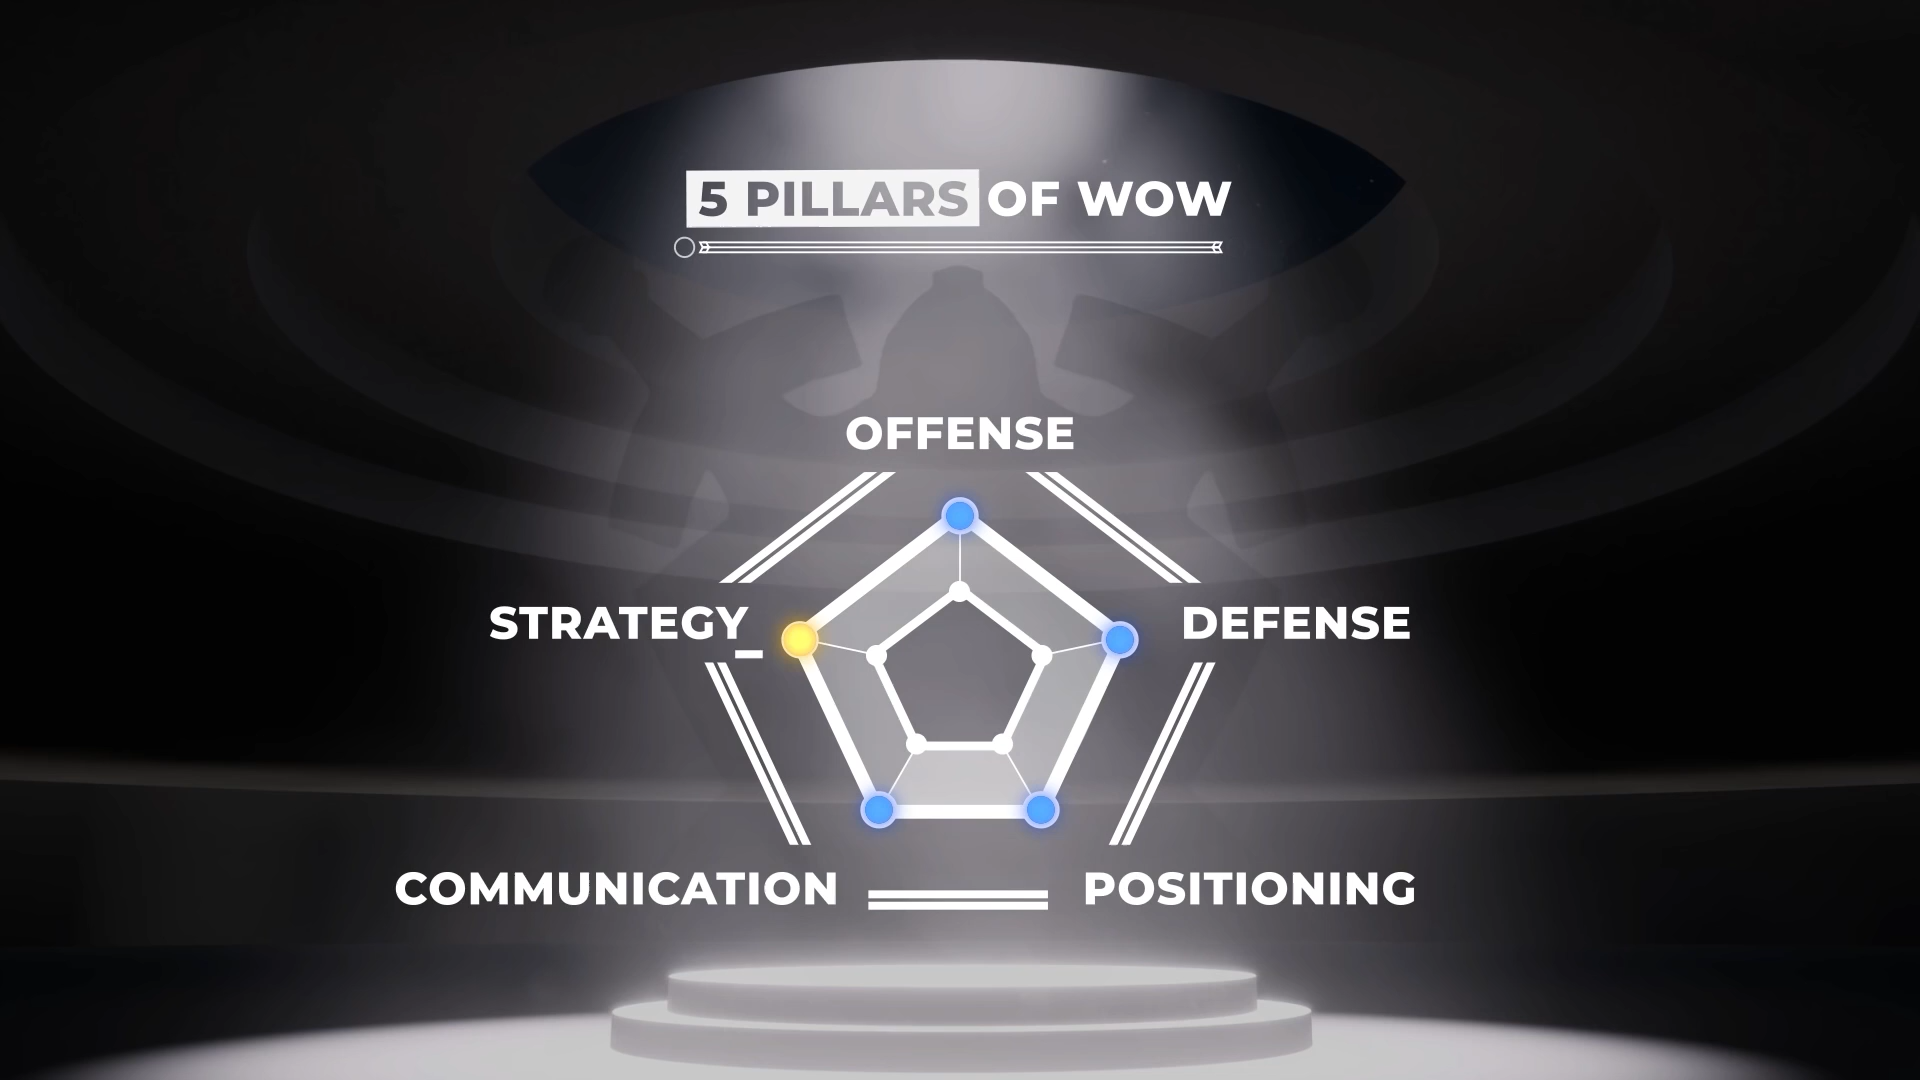 5 PILLARS OF WOW
OFFENSE
STRATEGY_
DEFENSE
COMMUNICATION
POSITIONING